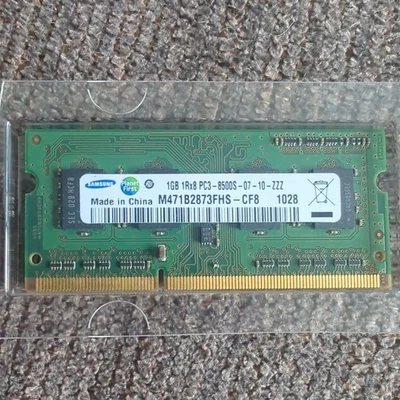 SAMSUNG
Planet First
1GB 1Rx8 PC3-8500S-07-10-ZZZ
Made in China M471B2873FHS-CF8 1028